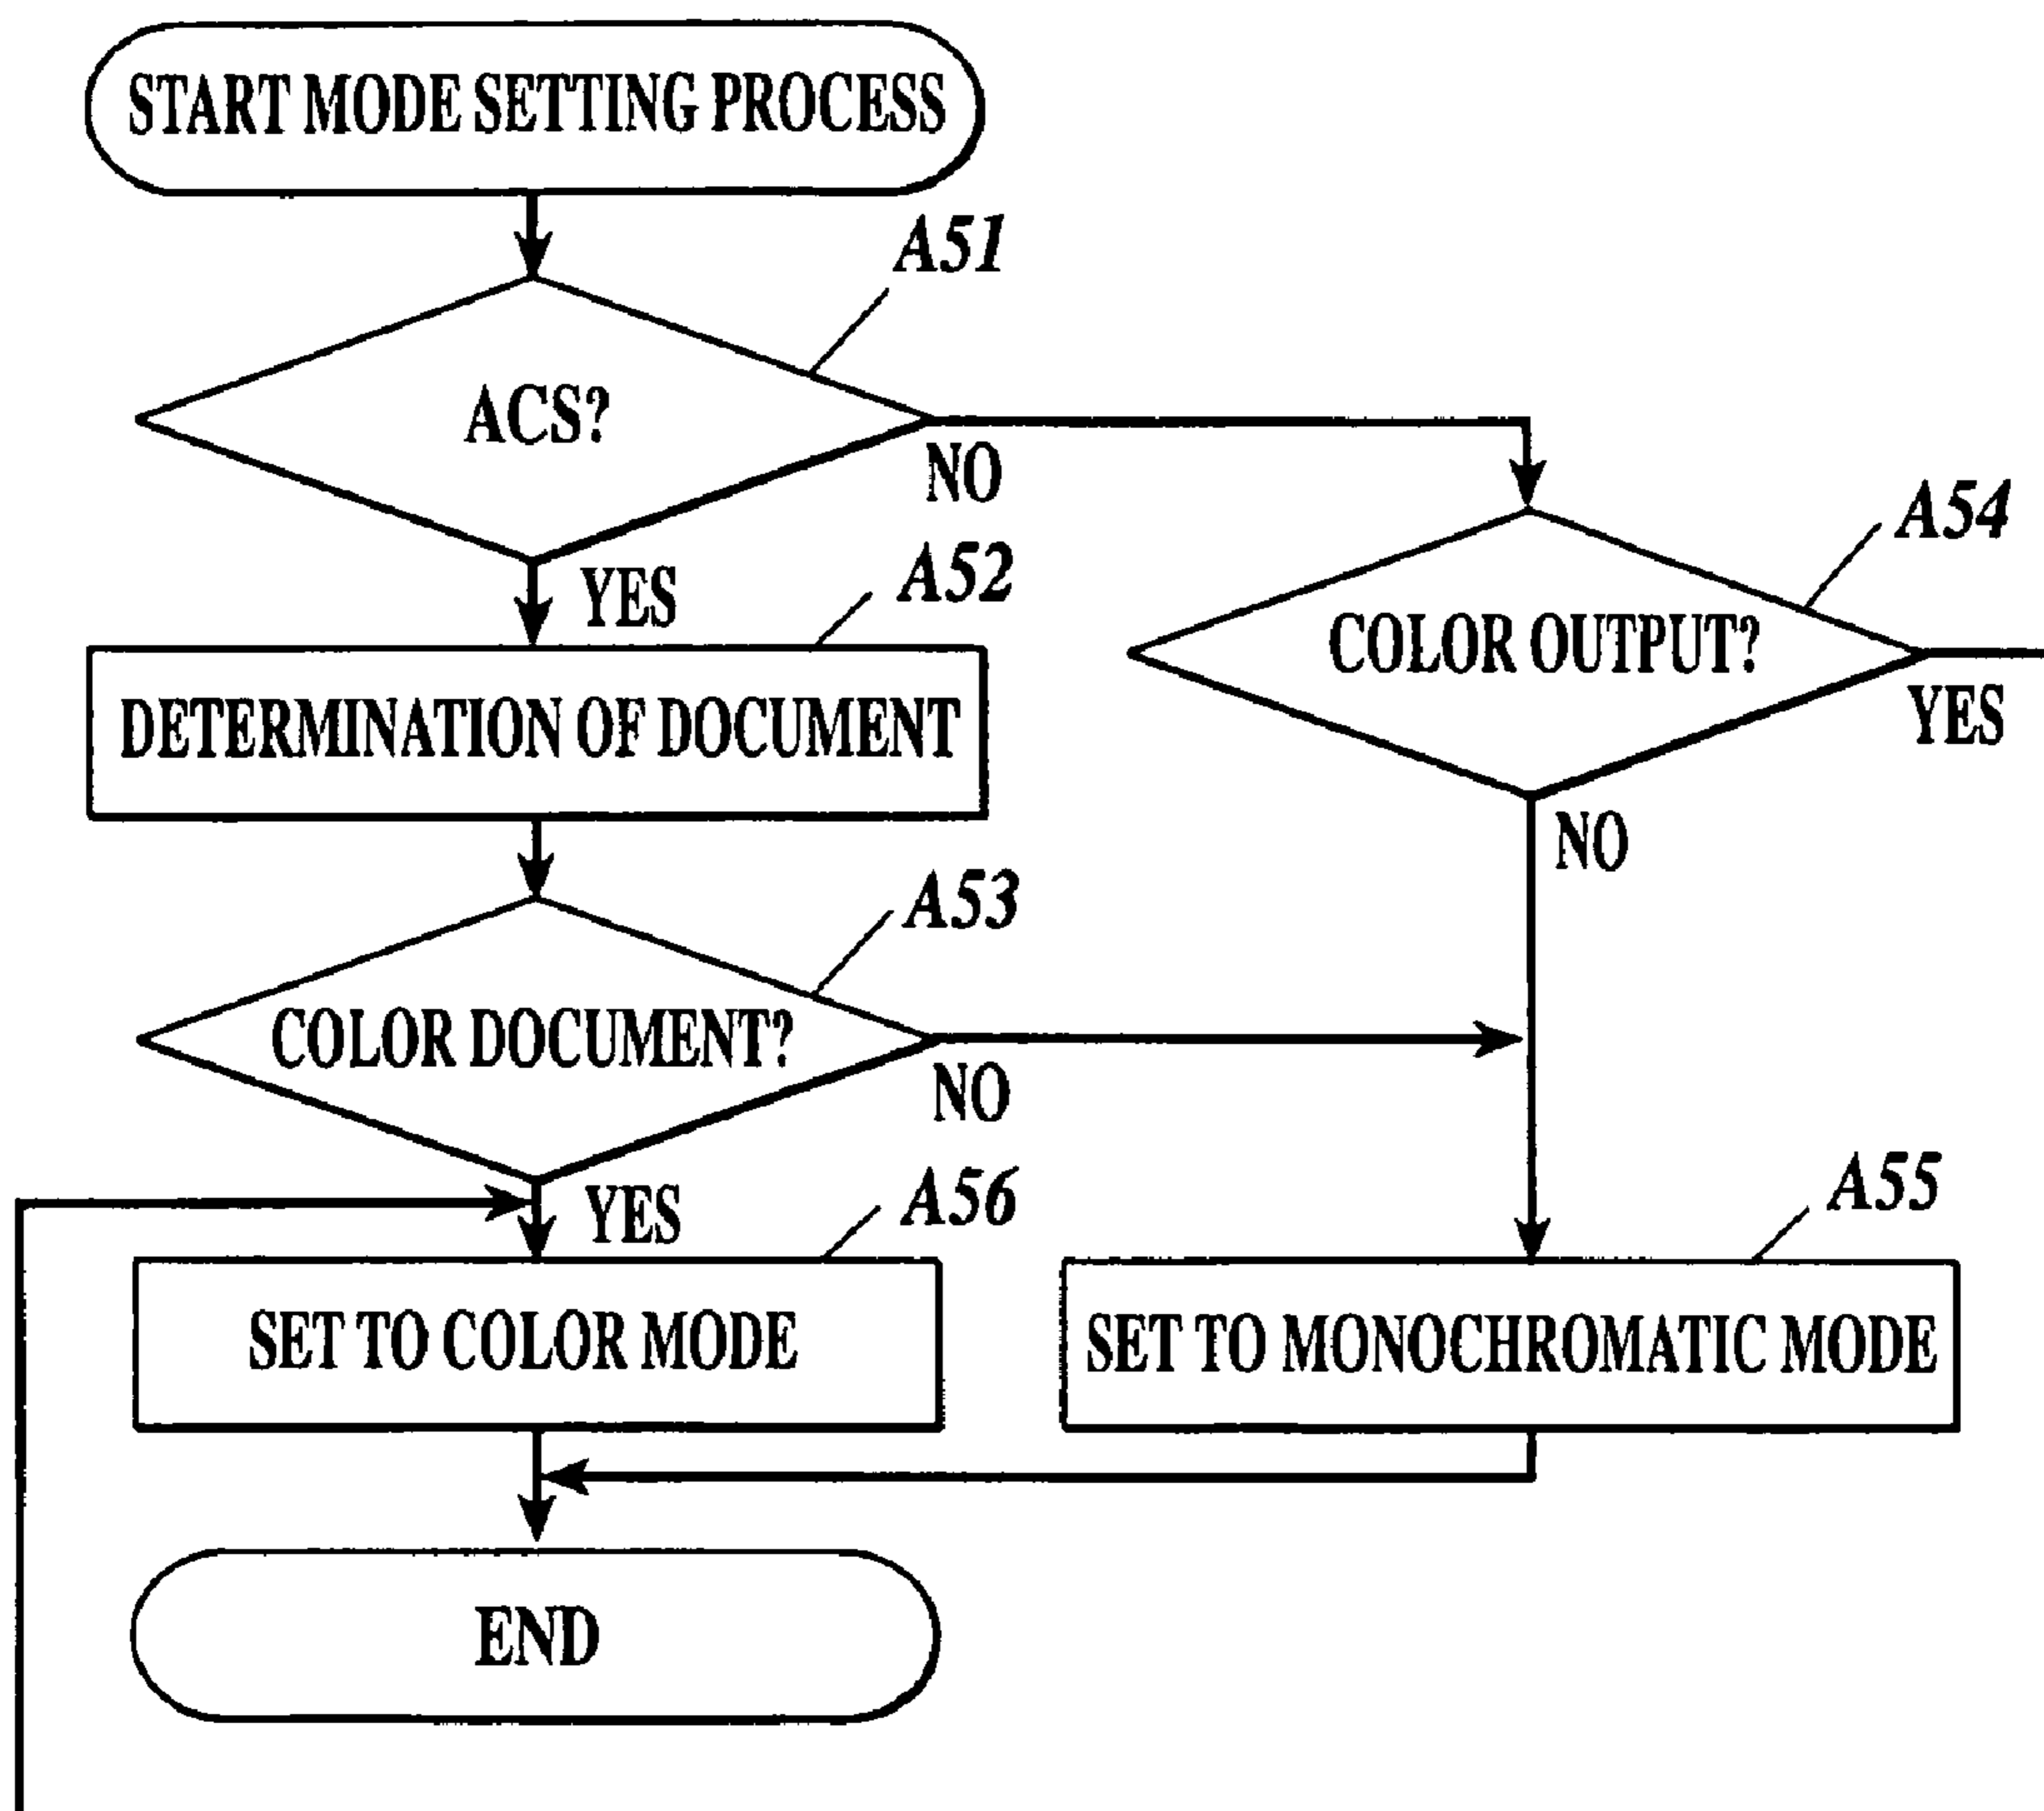 START MODE SETTING PROCESS
A51
ACS?
NO
YES
A52
DETERMINATION OF DOCUMENT
A54
COLOR OUTPUT?
YES
NO
A53
COLOR DOCUMENT?
NO
YES
A56
SET TO COLOR MODE
A55
SET TO MONOCHROMATIC MODE
END